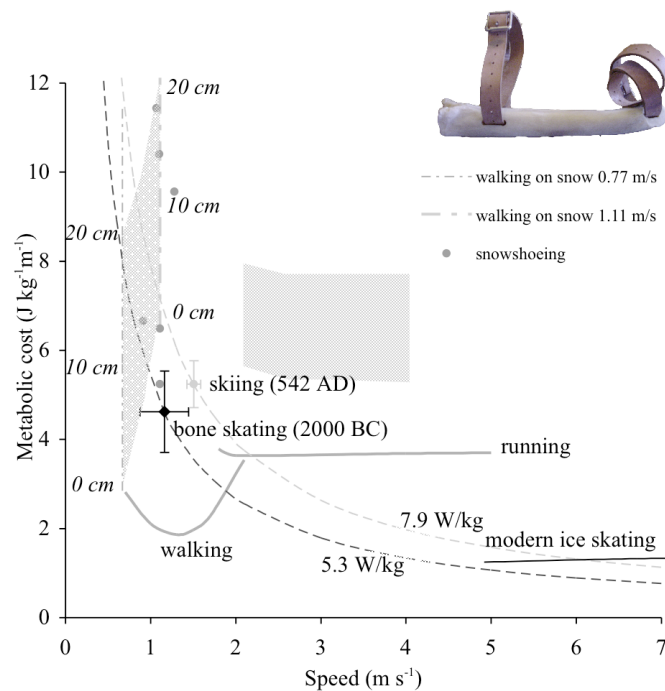 12
10
8
6
4
2
0
Metabolic cost (J kg⁻¹m⁻¹)
20 cm
10 cm
0 cm
20 cm
10 cm
0 cm
walking on snow 0.77 m/s
walking on snow 1.11 m/s
snowshoeing
skiing (542 AD)
bone skating (2000 BC)
running
walking
7.9 W/kg
5.3 W/kg
modern ice skating
0 1 2 3 4 5 6 7
Speed (m s⁻¹)